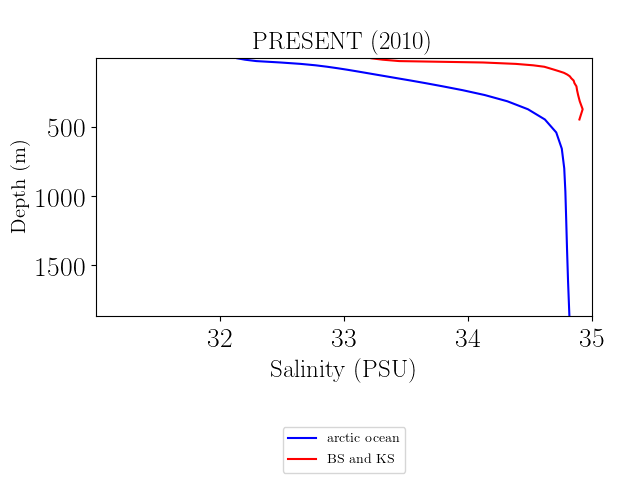 PRESENT (2010)
Depth (m)
500
1000
1500
32 33 34 35
Salinity (PSU)
arctic ocean
BS and KS